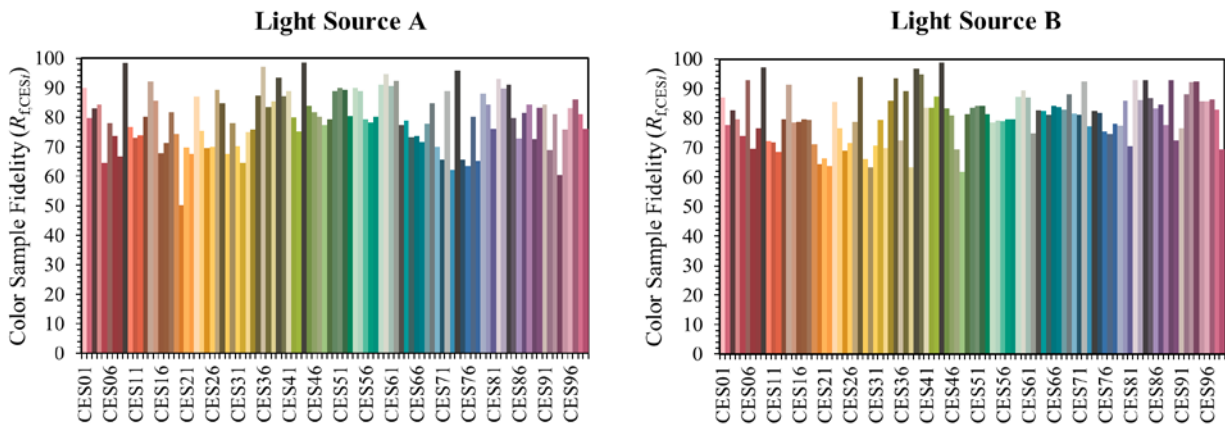 Light Source A
Color Sample Fidelity (Rf,CESi)
100
90
80
70
60
50
40
30
20
10
0
CES01
CES06
CES11
CES16
CES21
CES26
CES31
CES36
CES41
CES46
CES51
CES56
CES61
CES66
CES71
CES76
CES81
CES86
CES91
CES96
Light Source B
Color Sample Fidelity (Rf,CESi)
100
90
80
70
60
50
40
30
20
10
0
CES01
CES06
CES11
CES16
CES21
CES26
CES31
CES36
CES41
CES46
CES51
CES56
CES61
CES66
CES71
CES76
CES81
CES86
CES91
CES96